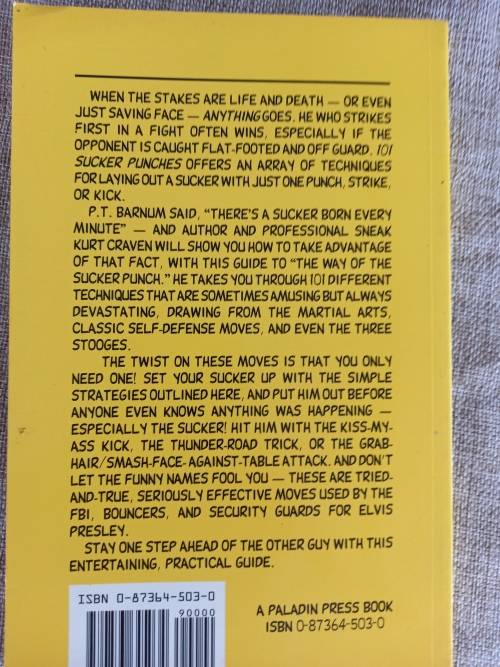 WHEN THE STAKES ARE LIFE AND DEATH — OR EVEN
JUST SAVING FACE — ANYTHING GOES. HE WHO STRIKES
FIRST IN A FIGHT OFTEN WINS, ESPECIALLY IF THE
OPPONENT IS CAUGHT FLAT-FOOTED AND OFF GUARD. 101
SUCKER PUNCHES OFFERS AN ARRAY OF TECHNIQUES
FOR LAYING OUT A SUCKER WITH JUST ONE PUNCH, STRIKE,
OR KICK.
P.T. BARNUM SAID, “THERE'S A SUCKER BORN EVERY
MINUTE” — AND AUTHOR AND PROFESSIONAL SNEAK
KURT CRAVEN WILL SHOW YOU HOW TO TAKE ADVANTAGE
OF THAT FACT, WITH THIS GUIDE TO “THE WAY OF THE
SUCKER PUNCH.” HE TAKES YOU THROUGH 101 DIFFERENT
TECHNIQUES THAT ARE SOMETIMES AMUSING BUT ALWAYS
DEVASTATING, DRAWING FROM THE MARTIAL ARTS,
CLASSIC SELF-DEFENSE MOVES, AND EVEN THE THREE
STOOGES.
THE TWIST ON THESE MOVES IS THAT YOU ONLY
NEED ONE! SET YOUR SUCKER UP WITH THE SIMPLE
STRATEGIES OUTLINED HERE, AND PUT HIM OUT BEFORE
ANYONE EVEN KNOWS ANYTHING WAS HAPPENING —
ESPECIALLY THE SUCKER! HIT HIM WITH THE KISS-MY-
ASS KICK, THE THUNDER-ROAD TRICK, OR THE GRAB-
HAIR/SMASH-FACE-AGAINST-TABLE ATTACK. AND DON'T
LET THE FUNNY NAMES FOOL YOU — THESE ARE TRIED-
AND-TRUE, SERIOUSLY EFFECTIVE MOVES USED BY THE
FBI, BOUNCERS, AND SECURITY GUARDS FOR ELVIS
PRESLEY.
STAY ONE STEP AHEAD OF THE OTHER GUY WITH THIS
ENTERTAINING, PRACTICAL GUIDE.
ISBN 0-87364-503-0
90000
A PALADIN PRESS BOOK
ISBN 0-87364-503-0